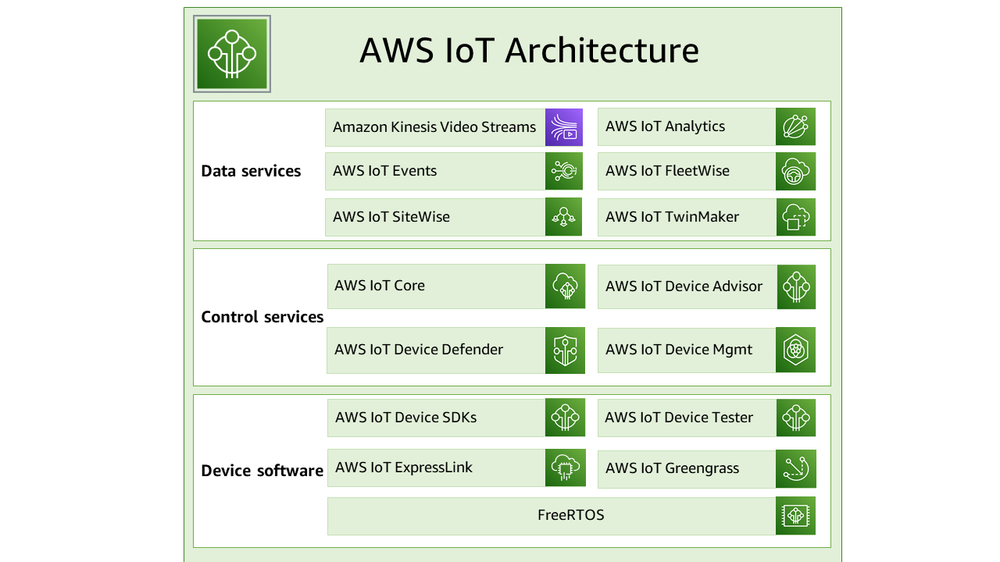 AWS IoT Architecture
Data services
Amazon Kinesis Video Streams
AWS IoT Analytics
AWS IoT Events
AWS IoT FleetWise
AWS IoT SiteWise
AWS IoT TwinMaker
Control services
AWS IoT Core
AWS IoT Device Advisor
AWS IoT Device Defender
AWS IoT Device Mgmt
Device software
AWS IoT Device SDKs
AWS IoT Device Tester
AWS IoT ExpressLink
AWS IoT Greengrass
FreeRTOS